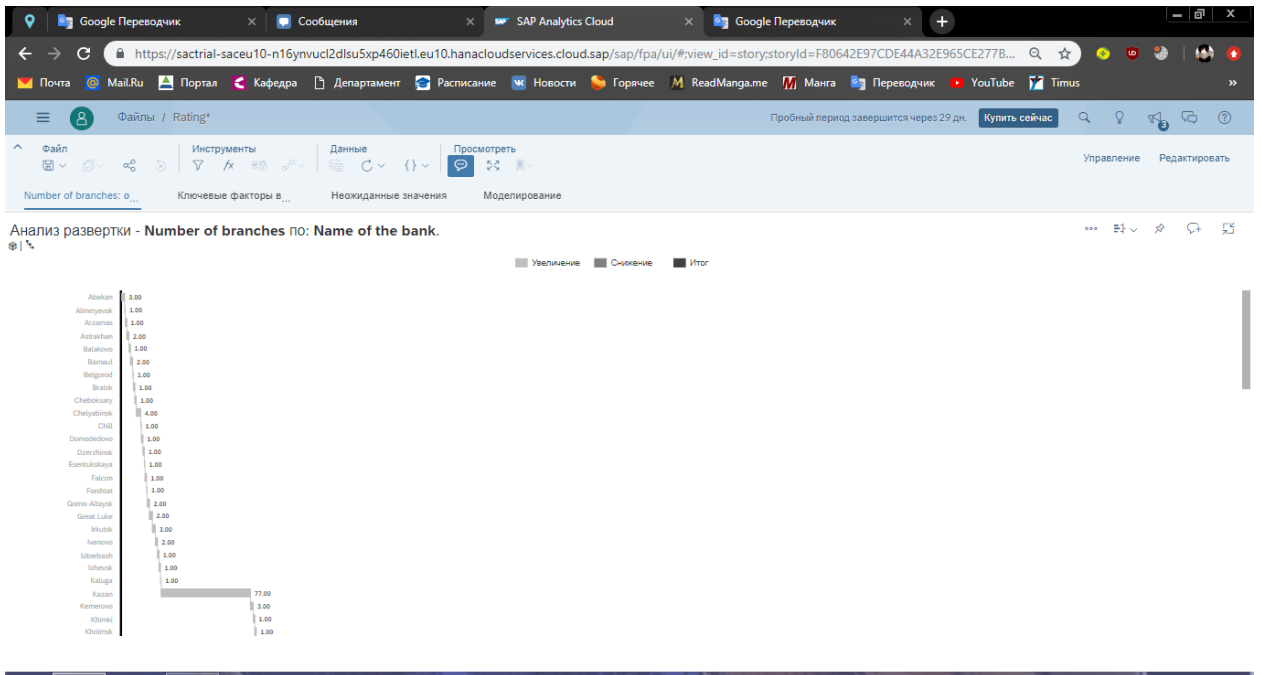 Google Переводчик
Сообщения
SAP Analytics Cloud
Google Переводчик
https://sactrial-saceu10-n16ynvucl2dlsu5xp460ietl.eu10.hanacloudservices.cloud.sap/sap/fpa/ui/#;view_id=story;storyId=F80642E97CDE44A32E965CE277B...
Почта
Mail.Ru
Портал
Кафедра
Департамент
Расписание
Новости
Горячее
ReadManga.me
Манга
Переводчик
YouTube
Timus
»
Файлы / Rating*
Пробный период завершится через 29 дн.
Купить сейчас
3
Файл
Инструменты
Данные
Просмотреть
Управление
Редактировать
Number of branches: о...
Ключевые факторы в...
Неожиданные значения
Моделирование
Анализ развертки - Number of branches по: Name of the bank.
Увеличение
Снижение
Итог
Abakan 3.00
Almetyevsk 1.00
Arzamas 1.00
Astrakhan 2.00
Balakovo 1.00
Barnaul 2.00
Belgorod 1.00
Bratsk 1.00
Cheboksary 1.00
Chelyabinsk 4.00
Chill 1.00
Domodedovo 1.00
Dzerzhinsk 1.00
Esentukskaya 1.00
Falcon 1.00
Forshtat 1.00
Gorno-Altaysk 2.00
Great Luke 2.00
Irkutsk 3.00
Ivanovo 2.00
Izberbash 1.00
Izhevsk 1.00
Kaluga 1.00
Kazan 77.00
Kemerovo 3.00
Khimki 1.00
Kholmsk 1.00